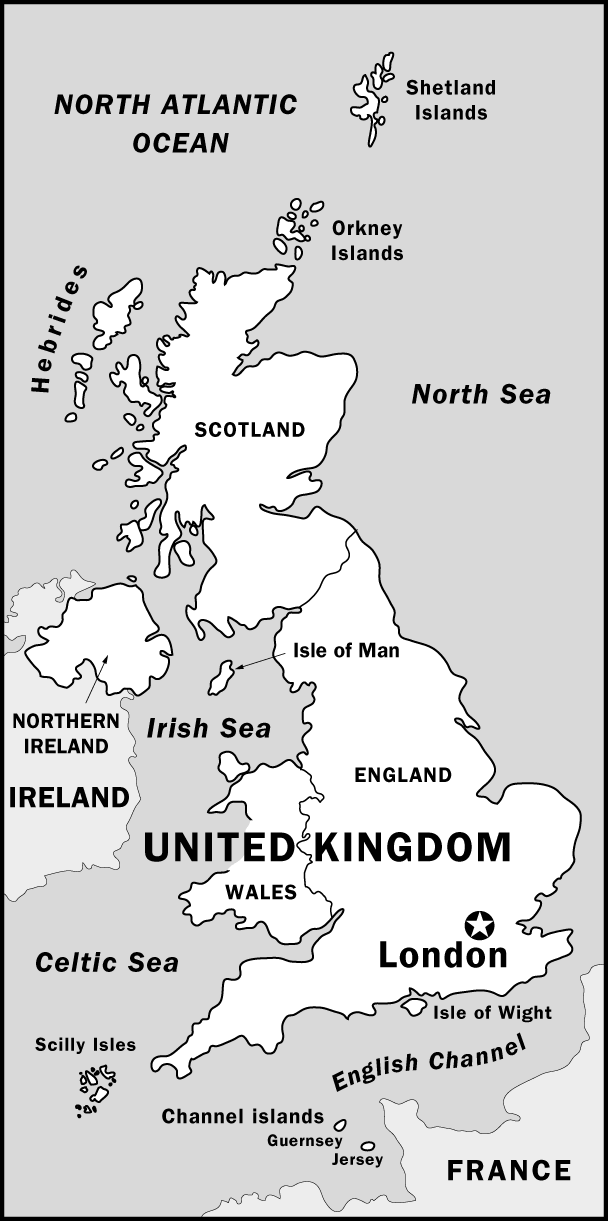 NORTH ATLANTIC
OCEAN
Shetland
Islands
Orkney
Islands
Hebrides
North Sea
SCOTLAND
Isle of Man
NORTHERN
IRELAND
Irish Sea
ENGLAND
IRELAND
UNITED KINGDOM
WALES
London
Celtic Sea
Isle of Wight
Scilly Isles
English Channel
Channel islands
Guernsey
Jersey
FRANCE